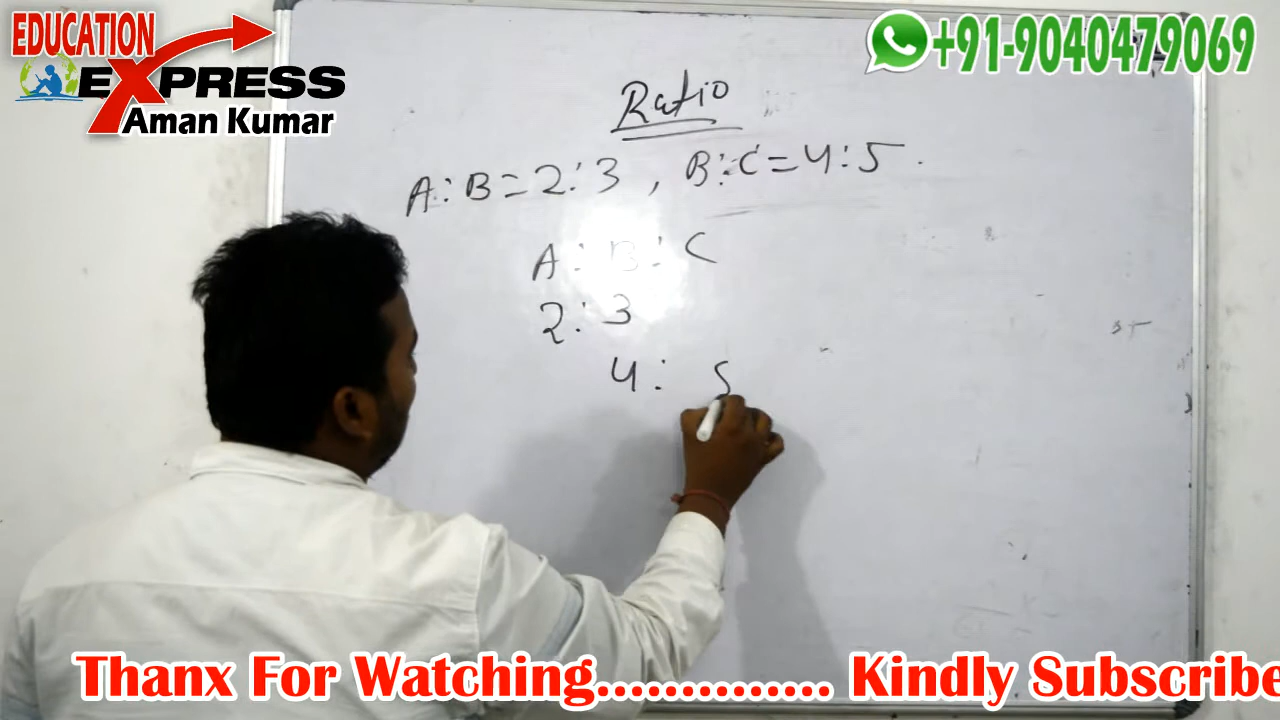 EDUCATION
EXPRESS
Aman Kumar
+91-9040479069
Ratio
A:B=2:3, B:C=4:5.
A:B:C
2:3
4: 5
Thanx For Watching.............. Kindly Subscribe